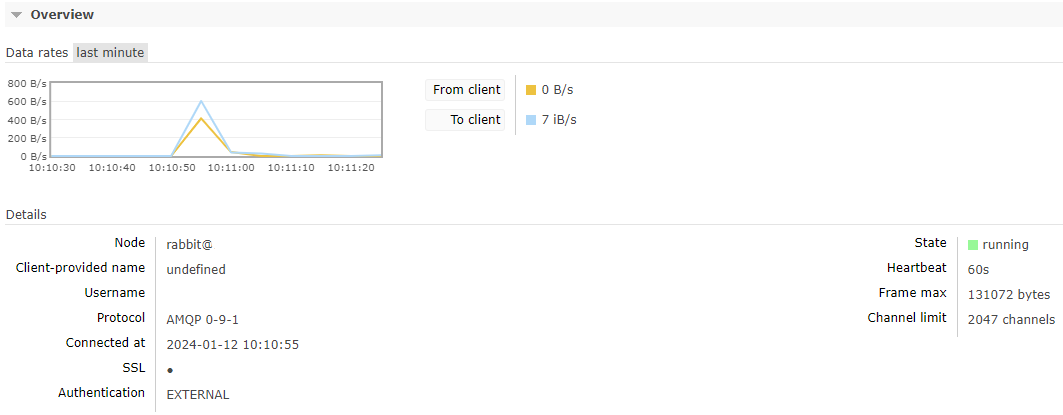 Overview
Data rates last minute
800 B/s
600 B/s
400 B/s
200 B/s
0 B/s
10:10:30 10:10:40 10:10:50 10:11:00 10:11:10 10:11:20
From client 0 B/s
To client 7 iB/s
Details
Node rabbit@
Client-provided name undefined
Username
Protocol AMQP 0-9-1
Connected at 2024-01-12 10:10:55
SSL ●
Authentication EXTERNAL
State running
Heartbeat 60s
Frame max 131072 bytes
Channel limit 2047 channels